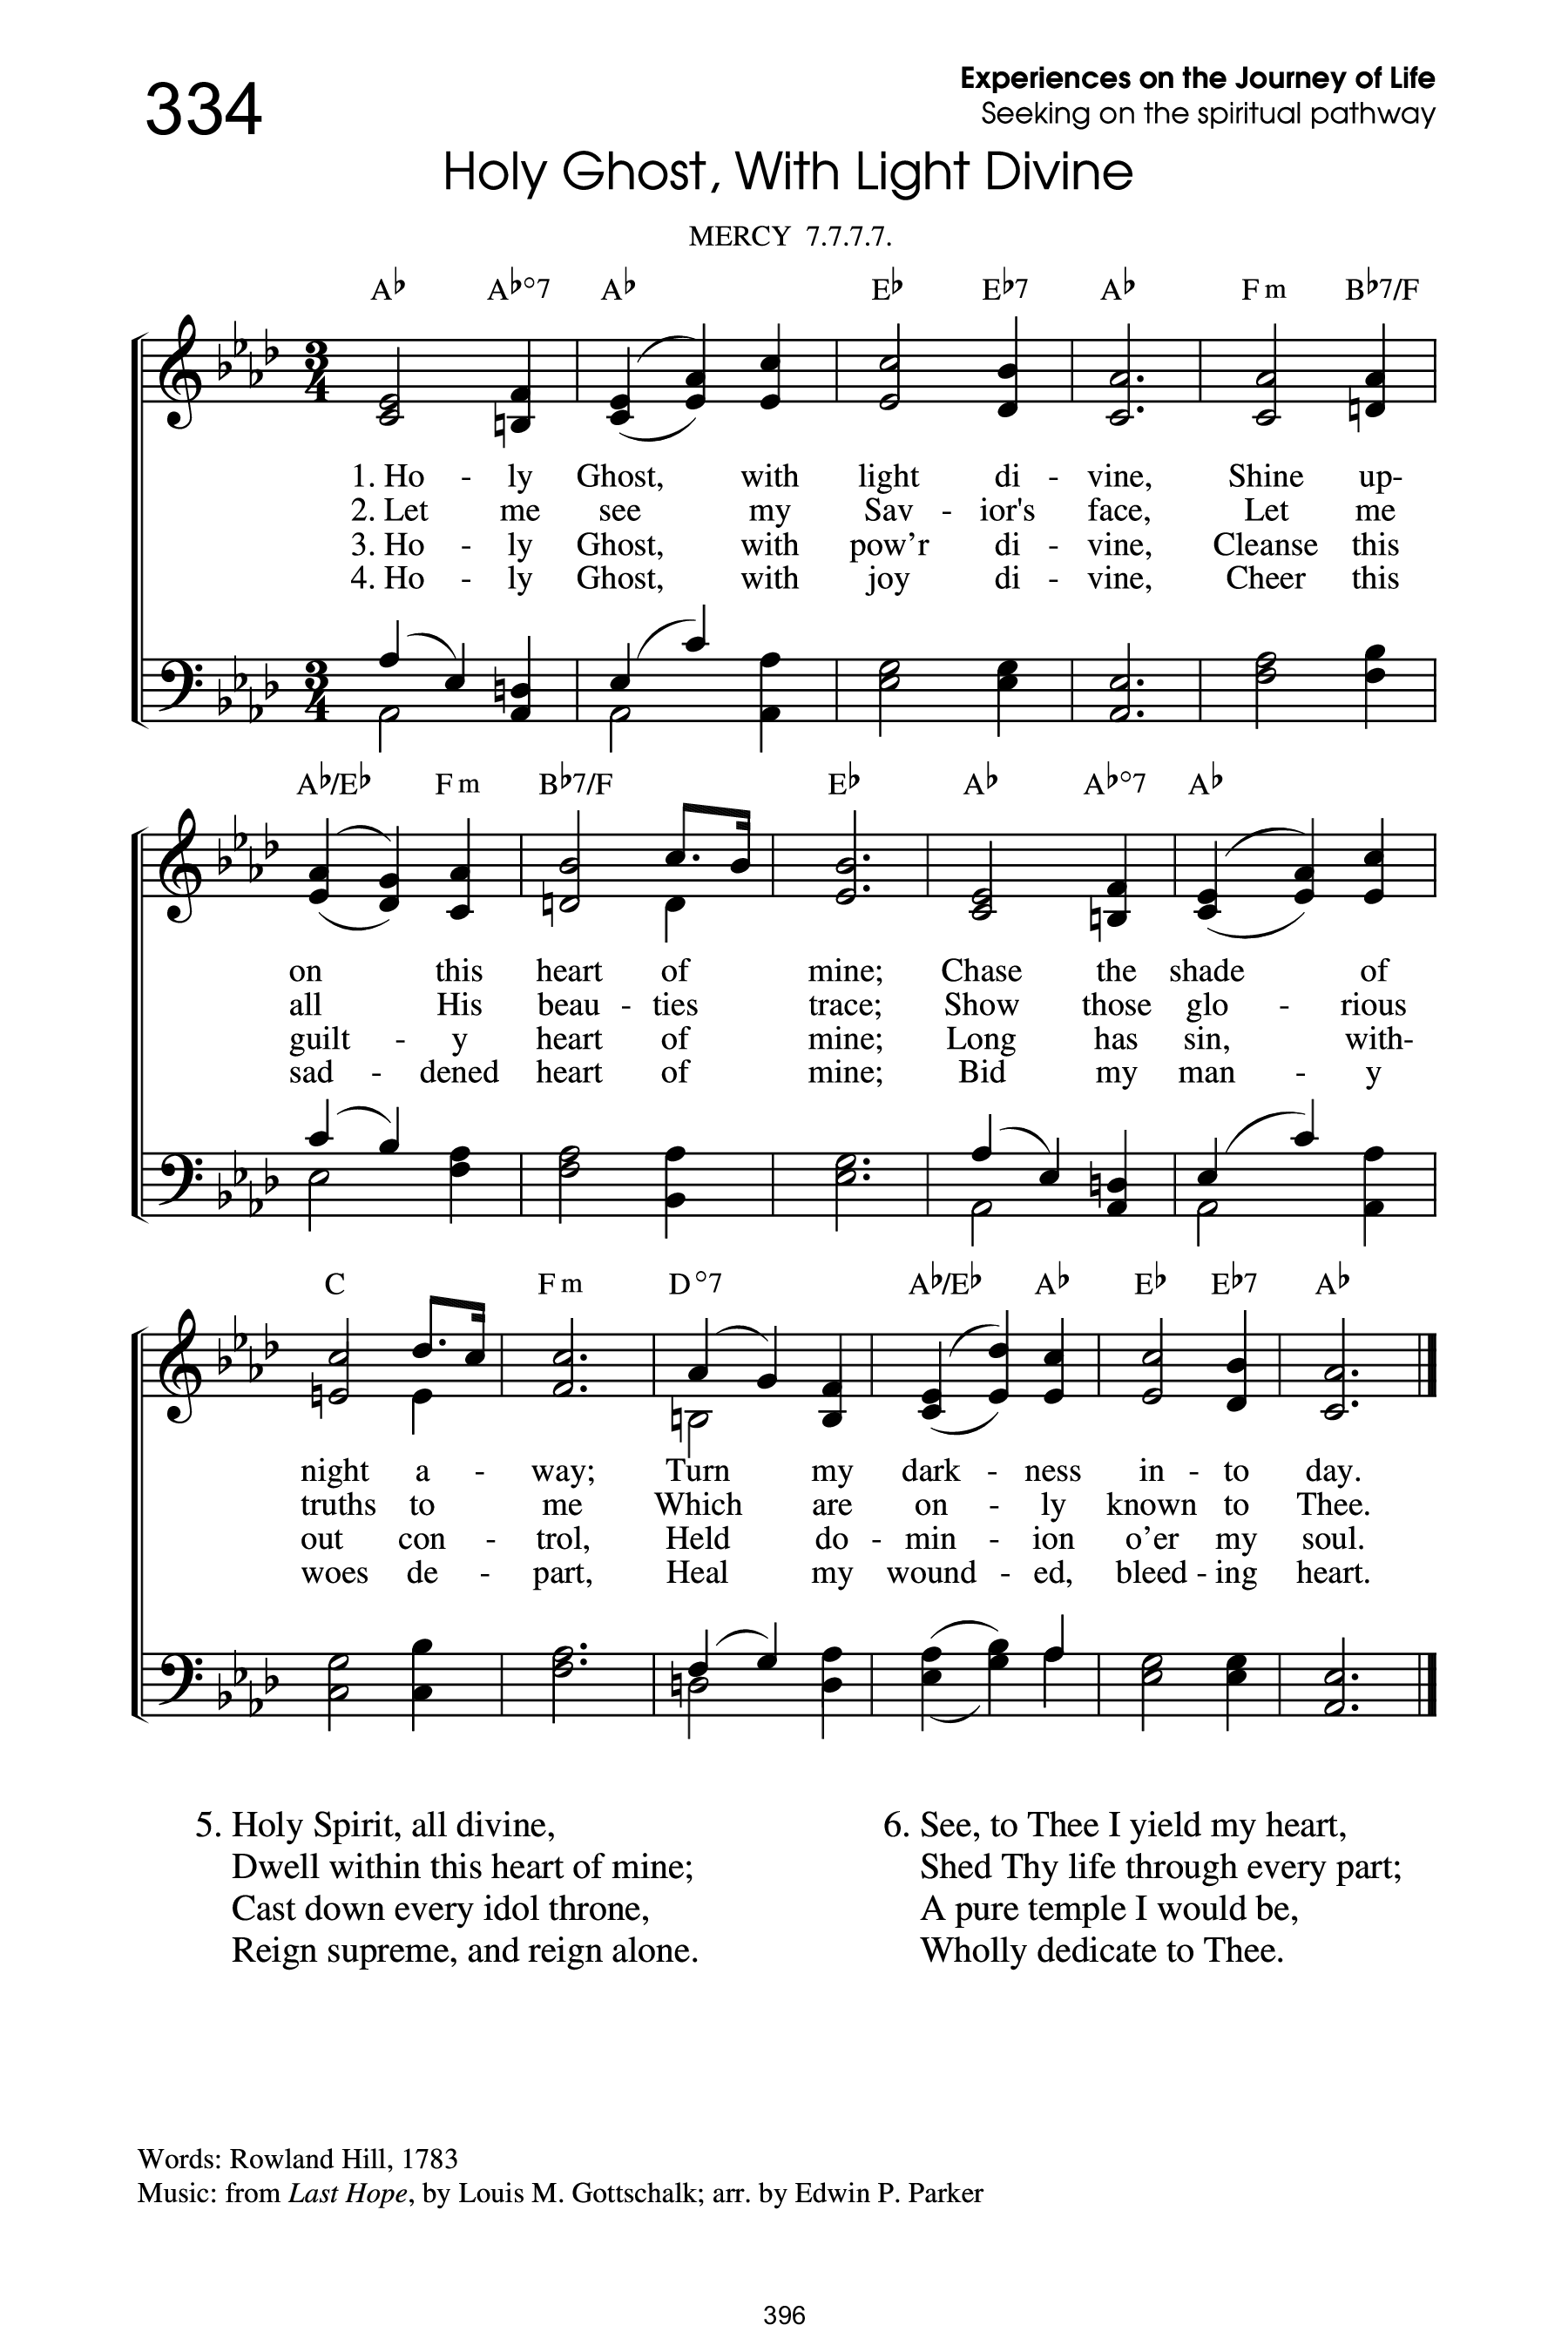 334
Experiences on the Journey of Life
Seeking on the spiritual pathway
Holy Ghost, With Light Divine
MERCY 7.7.7.7.
A♭ A♭°7 A♭ E♭ E♭7 A♭ F m B♭7/F
3 4
1. Ho - ly Ghost, with light di - vine, Shine up-
2. Let me see my Sav - ior's face, Let me
3. Ho - ly Ghost, with pow’r di - vine, Cleanse this
4. Ho - ly Ghost, with joy di - vine, Cheer this
3 4
A♭/E♭ F m B♭7/F E♭ A♭ A♭°7 A♭
on this heart of mine; Chase the shade of
all His beau - ties trace; Show those glo - rious
guilt - y heart of mine; Long has sin, with-
sad - dened heart of mine; Bid my man - y
C F m D °7 A♭/E♭ A♭ E♭ E♭7 A♭
night a - way; Turn my dark - ness in - to day.
truths to me Which are on - ly known to Thee.
out con - trol, Held do - min - ion o’er my soul.
woes de - part, Heal my wound - ed, bleed - ing heart.
5. Holy Spirit, all divine,
Dwell within this heart of mine;
Cast down every idol throne,
Reign supreme, and reign alone.
6. See, to Thee I yield my heart,
Shed Thy life through every part;
A pure temple I would be,
Wholly dedicate to Thee.
Words: Rowland Hill, 1783
Music: from Last Hope, by Louis M. Gottschalk; arr. by Edwin P. Parker
396